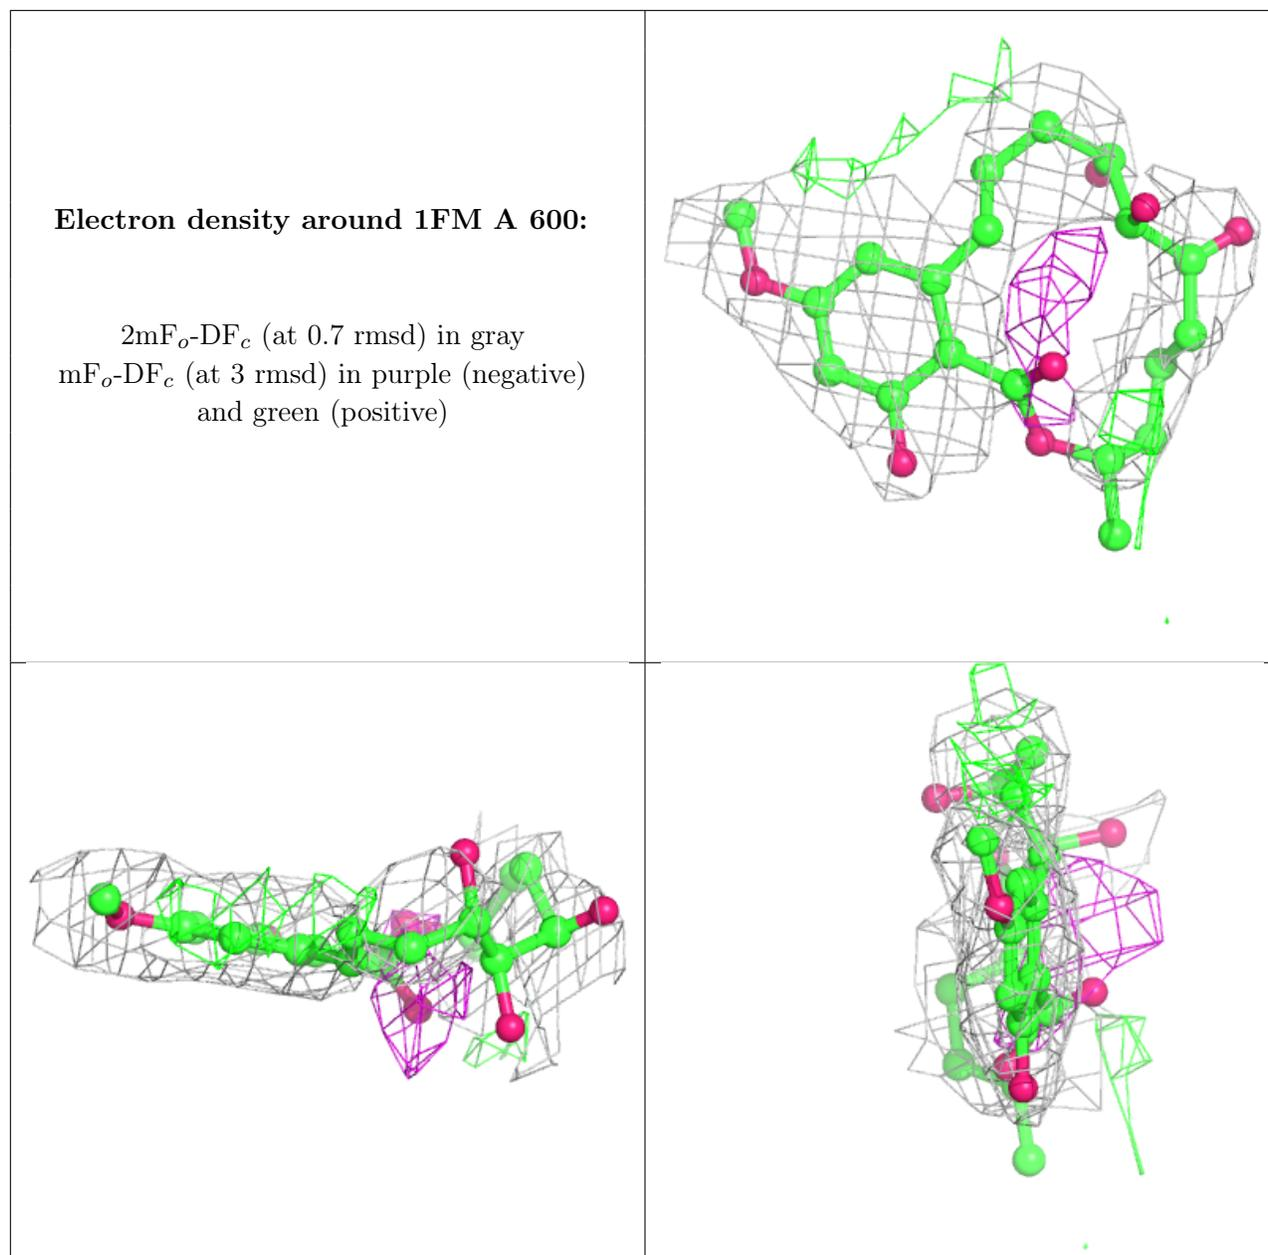 Electron density around 1FM A 600:
2mFo-DFc (at 0.7 rmsd) in gray
mFo-DFc (at 3 rmsd) in purple (negative)
and green (positive)